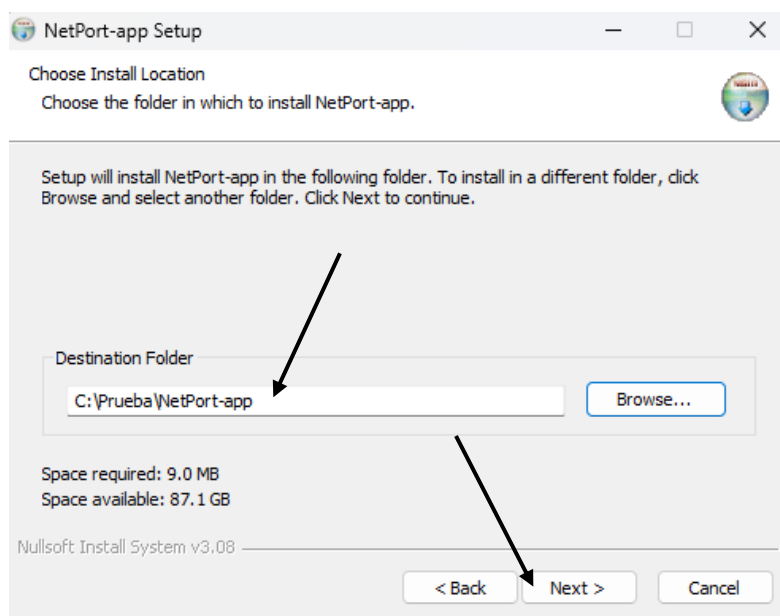 NetPort-app Setup
Choose Install Location
Choose the folder in which to install NetPort-app.
Setup will install NetPort-app in the following folder. To install in a different folder, click
Browse and select another folder. Click Next to continue.
Destination Folder
C:\Prueba\NetPort-app
Browse...
Space required: 9.0 MB
Space available: 87.1 GB
Nullsoft Install System v3.08
< Back
Next >
Cancel